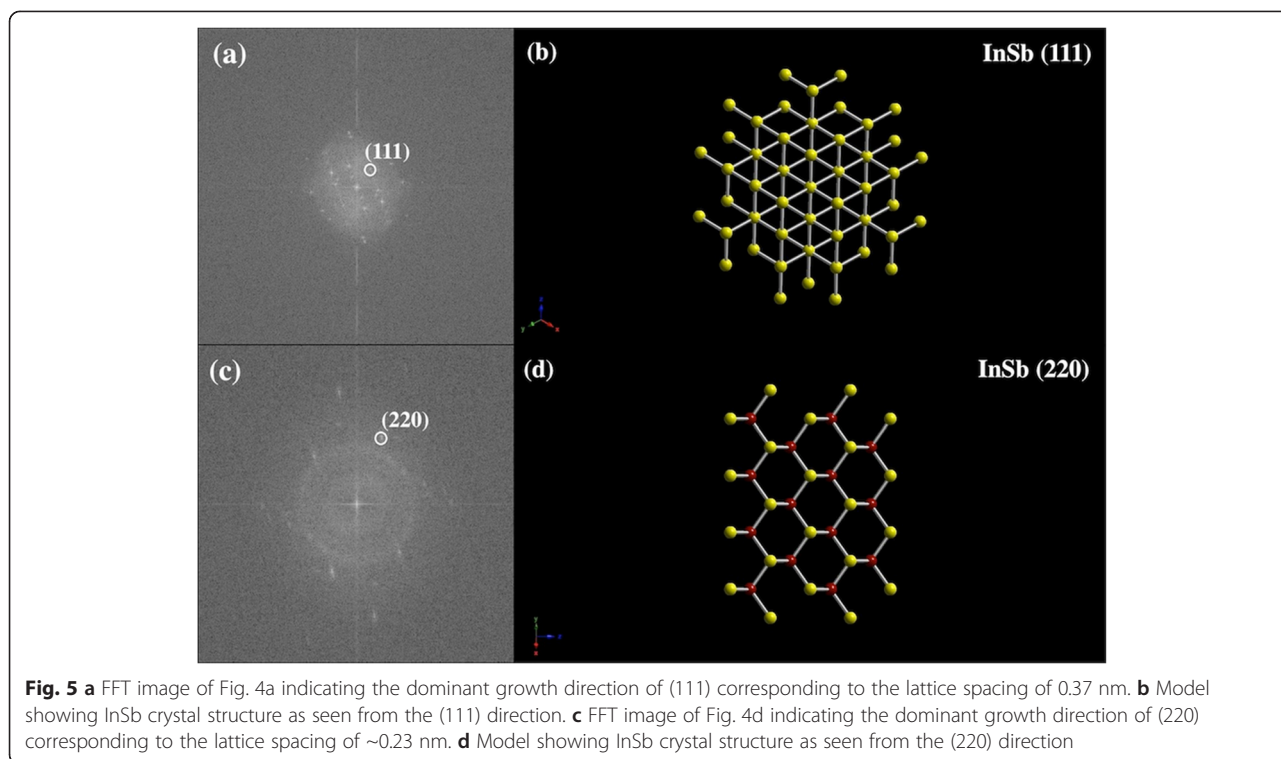 (a)
(111)
(b)
InSb (111)
(c)
(220)
(d)
InSb (220)
Fig. 5 a FFT image of Fig. 4a indicating the dominant growth direction of (111) corresponding to the lattice spacing of 0.37 nm. b Model
showing InSb crystal structure as seen from the (111) direction. c FFT image of Fig. 4d indicating the dominant growth direction of (220)
corresponding to the lattice spacing of ~0.23 nm. d Model showing InSb crystal structure as seen from the (220) direction